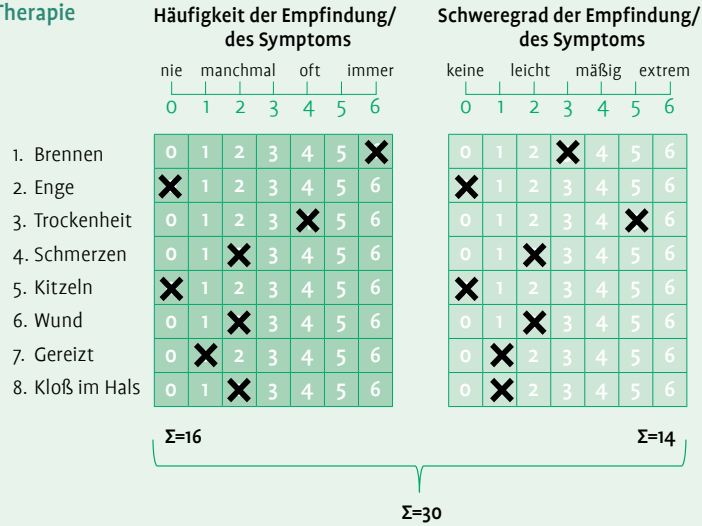 Therapie
Häufigkeit der Empfindung/ des Symptoms
Schweregrad der Empfindung/ des Symptoms
nie manchmal oft immer
keine leicht mäßig extrem
0 1 2 3 4 5 6
0 1 2 3 4 5 6
1. Brennen 0 1 2 3 4 5 0 1 2 4 5 6
2. Enge 1 2 3 4 5 6 1 2 3 4 5 6
3. Trockenheit 0 1 2 3 5 6 0 1 2 3 4 6
4. Schmerzen 0 1 3 4 5 6 0 1 3 4 5 6
5. Kitzeln 1 2 3 4 5 6 1 2 3 4 5 6
6. Wund 0 1 3 4 5 6 0 1 3 4 5 6
7. Gereizt 0 2 3 4 5 6 0 2 3 4 5 6
8. Kloß im Hals 0 1 3 4 5 6 0 2 3 4 5 6
Σ=16 Σ=14
Σ=30